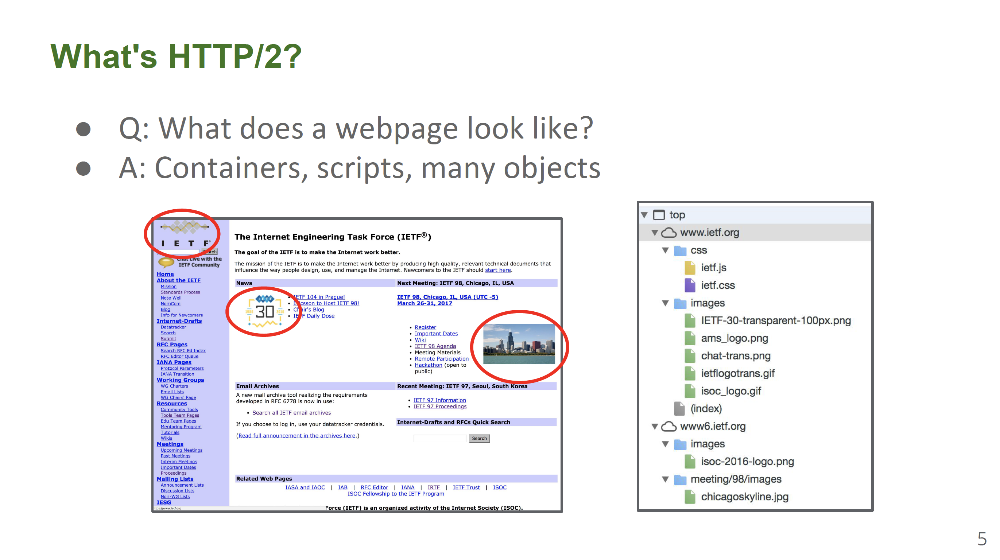 What's HTTP/2?
● Q: What does a webpage look like?
● A: Containers, scripts, many objects
I E T F®
Chat Live with the
IETF Community
Home
About the IETF
Mission
Standards Process
Note Well
NomCom
Blog
Info for Newcomers
Internet-Drafts
Datatracker
Search
Submit
RFC Pages
Search RFC Ed Index
RFC Editor Queue
IANA Pages
Protocol Parameters
IANA Transition
Working Groups
WG Charters
Email Lists
WG Chairs' Page
Resources
Community Tools
Tools Team Pages
Edu Team Pages
Mentoring Program
Tutorials
Wikis
Meetings
Upcoming Meetings
Past Meetings
Interim Meetings
Important Dates
Proceedings
Mailing Lists
Announcement Lists
Discussion Lists
Non-WG Lists
IESG
https://www.ietf.org
The Internet Engineering Task Force (IETF®)
The goal of the IETF is to make the Internet work better.
The mission of the IETF is to make the Internet work better by producing high quality, relevant technical documents that
influence the way people design, use, and manage the Internet. Newcomers to the IETF should start here.
News
IETF
1986 30 2016
• IETF 104 in Prague!
• Ericsson to Host IETF 98!
• Chair's Blog
• IETF Daily Dose
Next Meeting: IETF 98, Chicago, IL, USA
IETF 98, Chicago, IL, USA (UTC -5)
March 26-31, 2017
• Register
• Important Dates
• Wiki
• IETF 98 Agenda
• Meeting Materials
• Remote Participation
• Hackathon (open to
public)
Email Archives
A new mail archive tool realizing the requirements
developed in RFC 6778 is now in use:
• Search all IETF email archives
If you choose to log in, use your datatracker credentials.
(Read full announcement in the archives here.)
Recent Meeting: IETF 97, Seoul, South Korea
• IETF 97 Information
• IETF 97 Proceedings
Internet-Drafts and RFCs Quick Search
Search
Related Web Pages
IASA and IAOC | IAB | RFC Editor | IANA | IRTF | IETF Trust | ISOC
ISOC Fellowship to the IETF Program
Force (IETF) is an organized activity of the Internet Society (ISOC).
top
www.ietf.org
css
ietf.js
ietf.css
images
IETF-30-transparent-100px.png
ams_logo.png
chat-trans.png
ietflogotrans.gif
isoc_logo.gif
(index)
www6.ietf.org
images
isoc-2016-logo.png
meeting/98/images
chicagoskyline.jpg
5